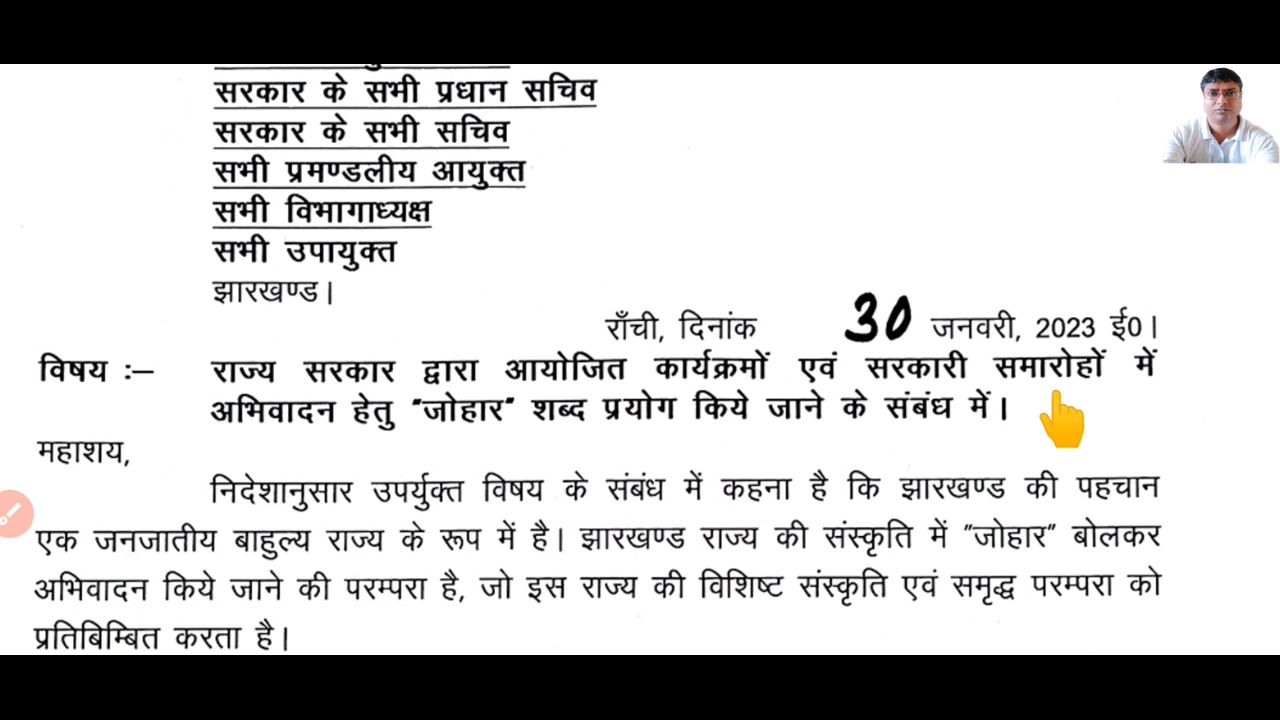 सरकार के सभी प्रधान सचिव
सरकार के सभी सचिव
सभी प्रमण्डलीय आयुक्त
सभी विभागाध्यक्ष
सभी उपायुक्त
झारखण्ड।
राँची, दिनांक 30 जनवरी, 2023 ई0।
विषय :– राज्य सरकार द्वारा आयोजित कार्यक्रमों एवं सरकारी समारोहों में
अभिवादन हेतु "जोहार" शब्द प्रयोग किये जाने के संबंध में।
महाशय,
निदेशानुसार उपर्युक्त विषय के संबंध में कहना है कि झारखण्ड की पहचान
एक जनजातीय बाहुल्य राज्य के रूप में है। झारखण्ड राज्य की संस्कृति में "जोहार" बोलकर
अभिवादन किये जाने की परम्परा है, जो इस राज्य की विशिष्ट संस्कृति एवं समृद्ध परम्परा को
प्रतिबिम्बित करता है।